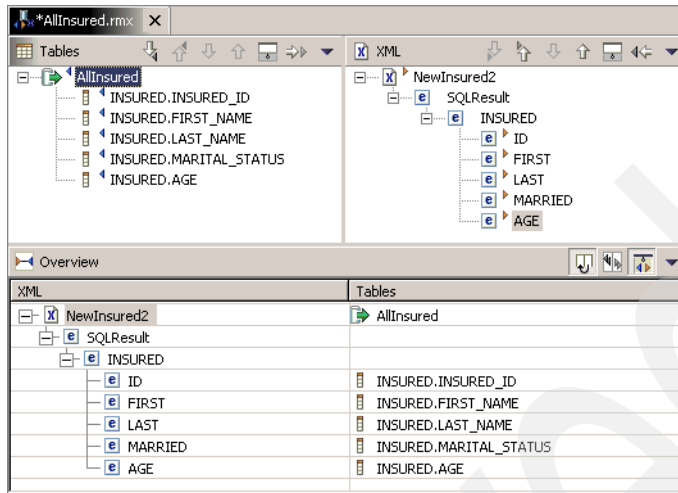 *AllInsured.rmx
Tables
AllInsured
INSURED.INSURED_ID
INSURED.FIRST_NAME
INSURED.LAST_NAME
INSURED.MARITAL_STATUS
INSURED.AGE
XML
NewInsured2
SQLResult
INSURED
ID
FIRST
LAST
MARRIED
AGE
Overview
XML Tables
NewInsured2 AllInsured
SQLResult
INSURED
ID INSURED.INSURED_ID
FIRST INSURED.FIRST_NAME
LAST INSURED.LAST_NAME
MARRIED INSURED.MARITAL_STATUS
AGE INSURED.AGE